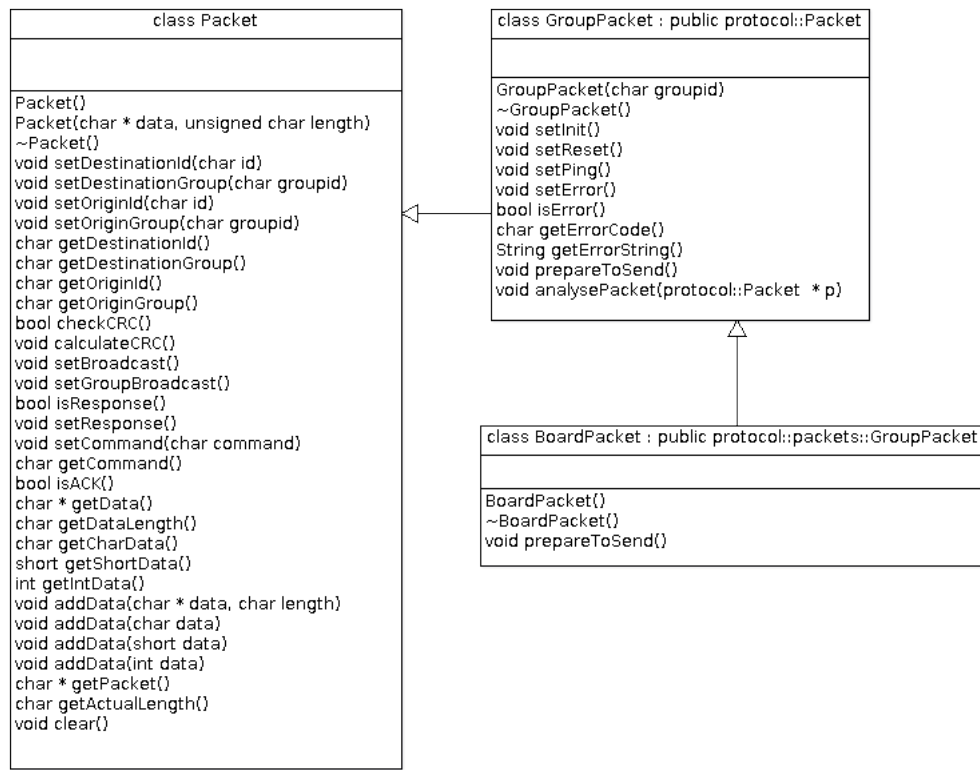 class Packet
Packet()
Packet(char * data, unsigned char length)
~Packet()
void setDestinationId(char id)
void setDestinationGroup(char groupid)
void setOriginId(char id)
void setOriginGroup(char groupid)
char getDestinationId()
char getDestinationGroup()
char getOriginId()
char getOriginGroup()
bool checkCRC()
void calculateCRC()
void setBroadcast()
void setGroupBroadcast()
bool isResponse()
void setResponse()
void setCommand(char command)
char getCommand()
bool isACK()
char * getData()
char getDataLength()
char getCharData()
short getShortData()
int getIntData()
void addData(char * data, char length)
void addData(char data)
void addData(short data)
void addData(int data)
char * getPacket()
char getActualLength()
void clear()
class GroupPacket : public protocol::Packet
GroupPacket(char groupid)
~GroupPacket()
void setInit()
void setReset()
void setPing()
void setError()
bool isError()
char getErrorCode()
String getErrorString()
void prepareToSend()
void analysePacket(protocol::Packet * p)
class BoardPacket : public protocol::packets::GroupPacket
BoardPacket()
~BoardPacket()
void prepareToSend()